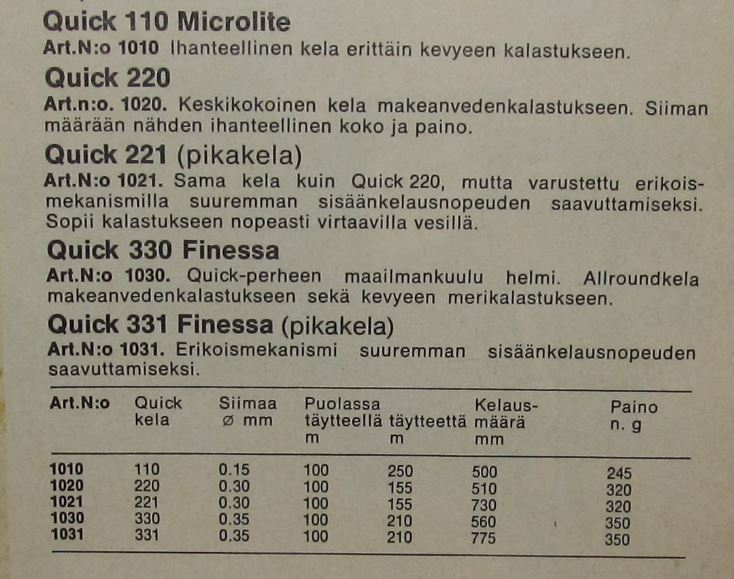 Quick 110 Microlite
Art.N:o 1010 Ihanteellinen kela erittäin kevyeen kalastukseen.
Quick 220
Art.n:o. 1020. Keskikokoinen kela makeanvedenkalastukseen. Siiman
määrään nähden ihanteellinen koko ja paino.
Quick 221 (pikakela)
Art.N:o 1021. Sama kela kuin Quick 220, mutta varustettu erikois-
mekanismilla suuremman sisäänkelausnopeuden saavuttamiseksi.
Sopii kalastukseen nopeasti virtaavilla vesillä.
Quick 330 Finessa
Art.N:o 1030. Quick-perheen maailmankuulu helmi. Allroundkela
makeanvedenkalastukseen sekä kevyeen merikalastukseen.
Quick 331 Finessa (pikakela)
Art.N:o 1031. Erikoismekanismi suuremman sisäänkelausnopeuden
saavuttamiseksi.
Art.N:o Quick Siimaa Puolassa Kelaus- Paino
kela Ø mm täytteellä täytteettä määrä n. g
m m mm
1010 110 0.15 100 250 500 245
1020 220 0.30 100 155 510 320
1021 221 0.30 100 155 730 320
1030 330 0.35 100 210 560 350
1031 331 0.35 100 210 775 350